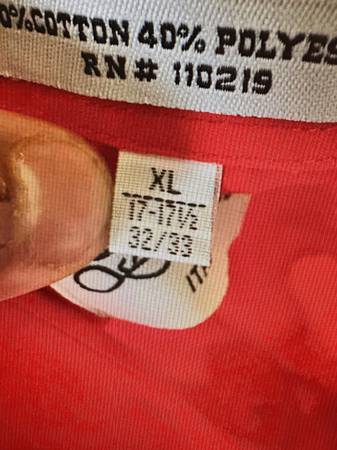 0%COTTON 40% POLYES
RN# 110219
XL
17-17½
32/33